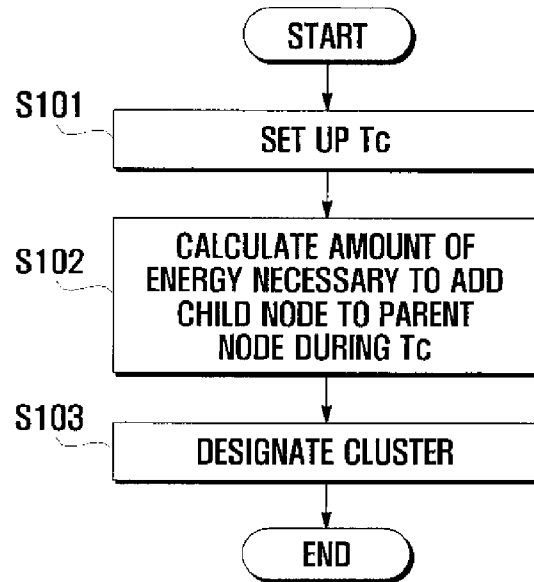 START
S101
SET UP Tc
S102
CALCULATE AMOUNT OF
ENERGY NECESSARY TO ADD
CHILD NODE TO PARENT
NODE DURING Tc
S103
DESIGNATE CLUSTER
END